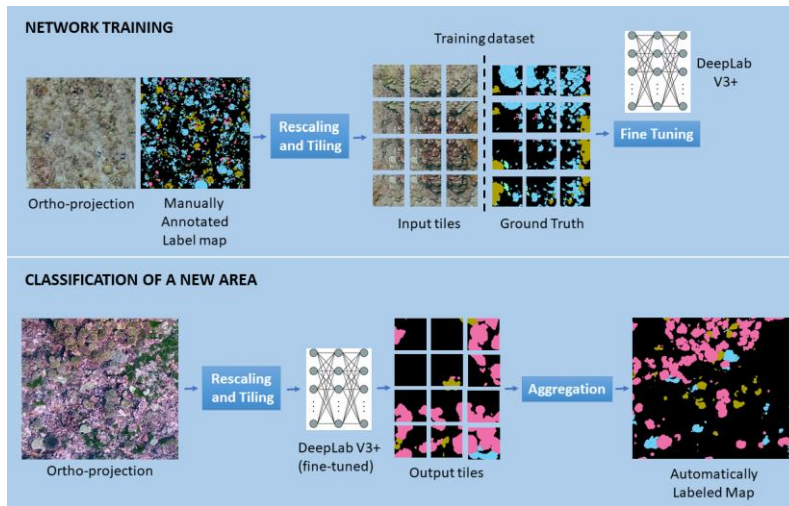 NETWORK TRAINING
Training dataset
DeepLab
V3+
Rescaling
and Tiling
Fine Tuning
Ortho-projection
Manually
Annotated
Label map
Input tiles
Ground Truth
CLASSIFICATION OF A NEW AREA
Rescaling
and Tiling
Aggregation
Ortho-projection
DeepLab V3+
(fine-tuned)
Output tiles
Automatically
Labeled Map